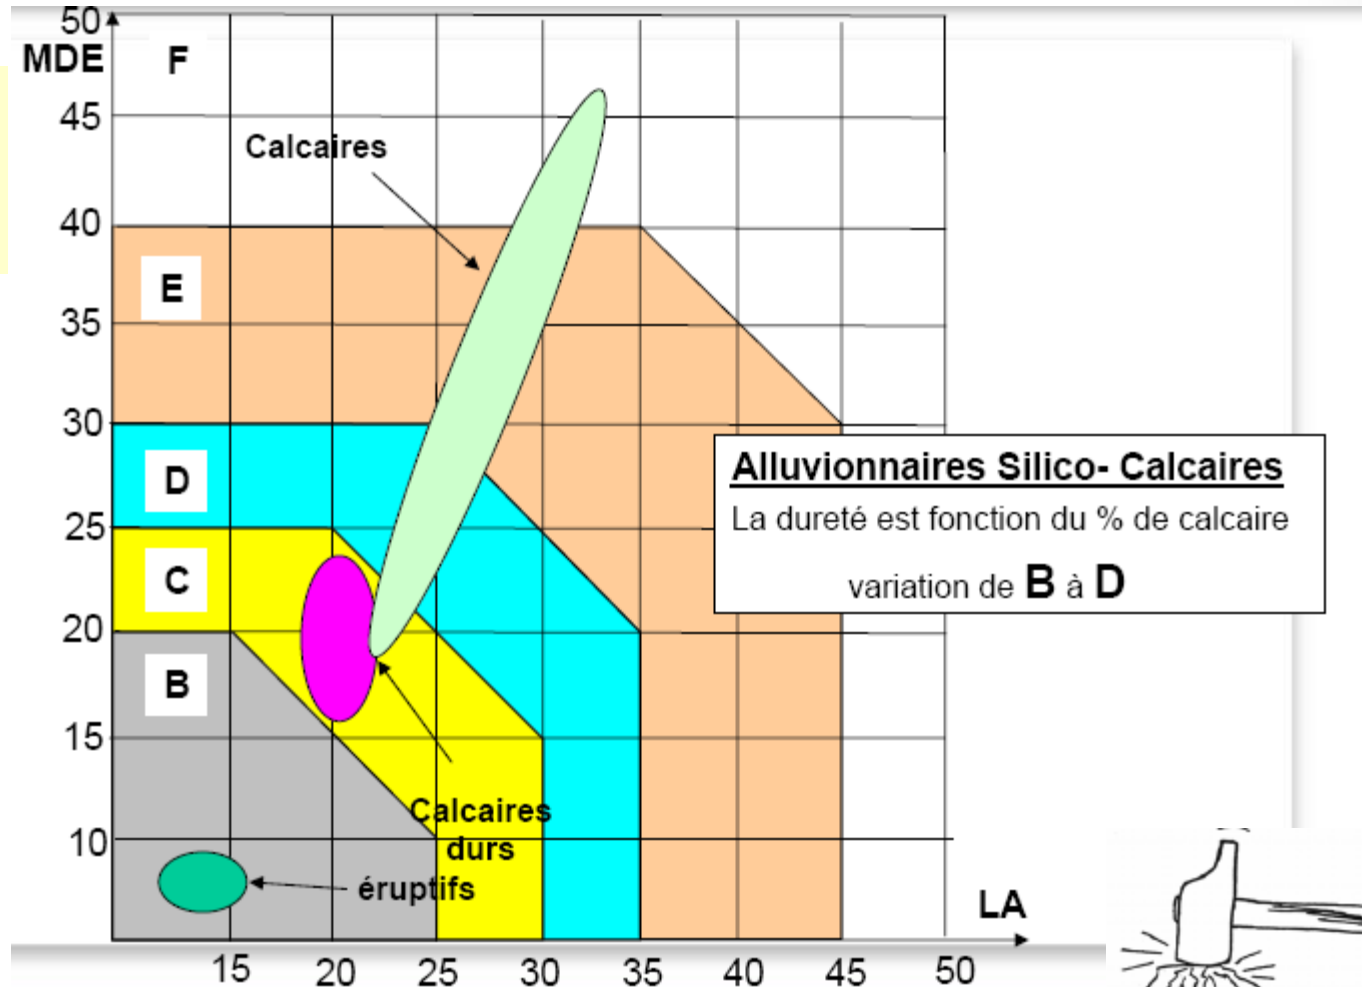 50
MDE
F
45
Calcaires
40
E
35
30
Alluvionnaires Silico- Calcaires
D
La dureté est fonction du % de calcaire
25
C
variation de B à D
20
B
15
Calcaires
durs
10
éruptifs
LA
15 20 25 30 35 40 45 50